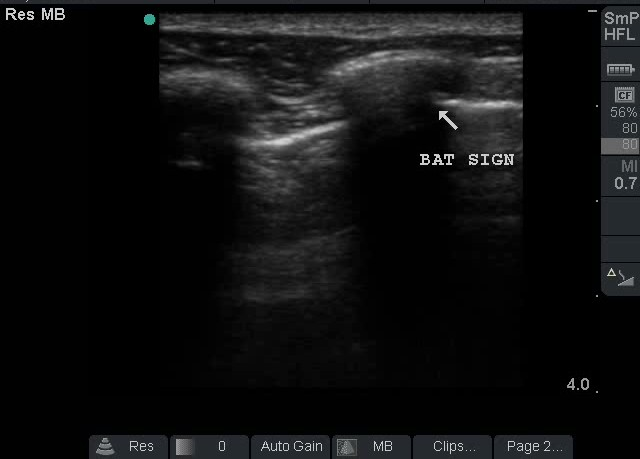 Res MB
SmP
HFL
CF
56%
80
80
MI
0.7
BAT SIGN
4.0
Res
0
Auto Gain
MB
Clips...
Page 2...